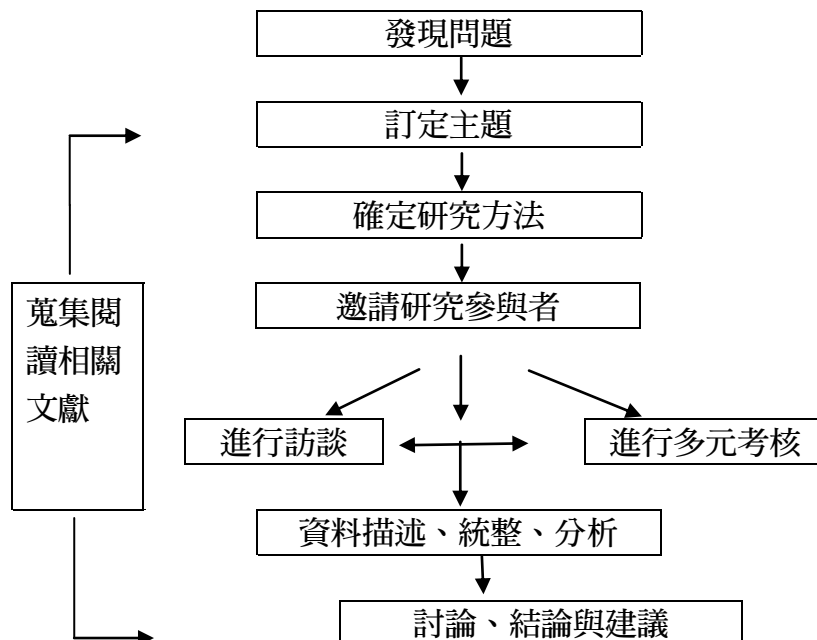 發現問題
訂定主題
確定研究方法
邀請研究參與者
蒐集閱
讀相關
文獻
進行訪談
進行多元考核
資料描述、統整、分析
討論、結論與建議